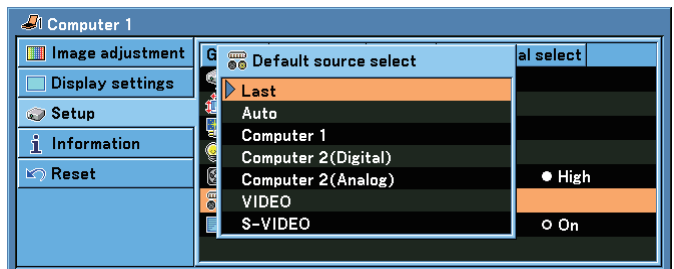 Computer 1
Image adjustment
Display settings
Setup
Information
Reset
G
al select
Default source select
Last
Auto
Computer 1
Computer 2(Digital)
Computer 2(Analog)
VIDEO
S-VIDEO
High
On